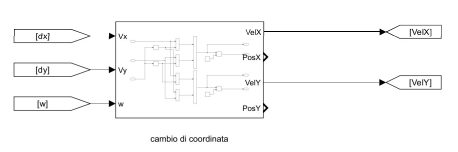 [dx]
[dy]
[w]
Vx
Vy
w
VelX
PosX
VelY
PosY
[VelX]
[VelY]
cambio di coordinata